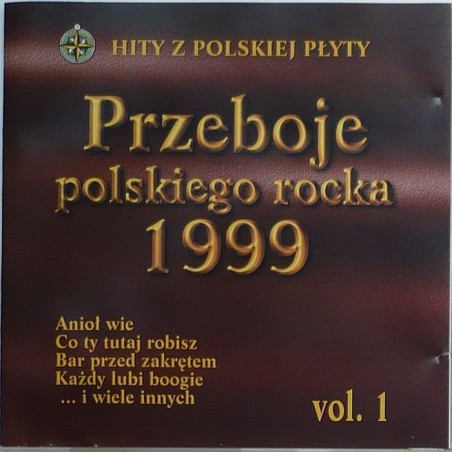 HITY Z POLSKIEJ PŁYTY
Przeboje
polskiego rocka
1999
Anioł wie
Co ty tutaj robisz
Bar przed zakrętem
Każdy lubi boogie
... i wiele innych
vol. 1